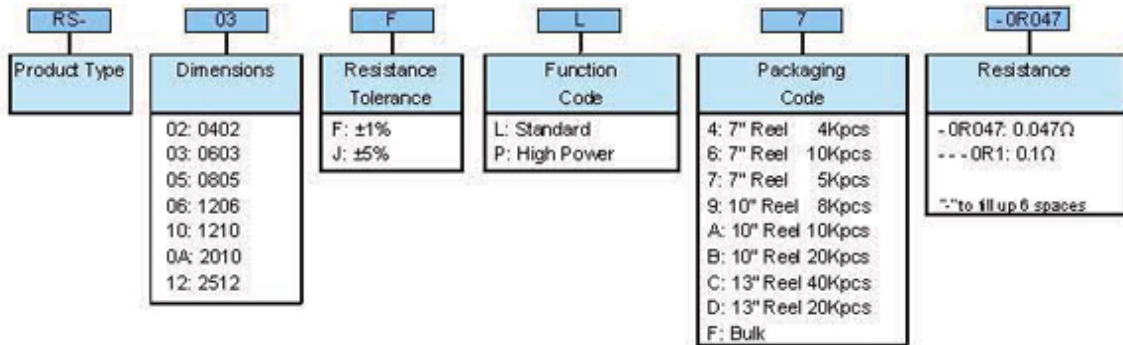 RS- 03 F L 7 -0R047
Product Type
Dimensions
02: 0402
03: 0603
05: 0805
06: 1206
10: 1210
0A: 2010
12: 2512
Resistance
Tolerance
F: ±1%
J: ±5%
Function
Code
L: Standard
P: High Power
Packaging
Code
4: 7" Reel 4Kpcs
6: 7" Reel 10Kpcs
7: 7" Reel 5Kpcs
9: 10" Reel 8Kpcs
A: 10" Reel 10Kpcs
B: 10" Reel 20Kpcs
C: 13" Reel 40Kpcs
D: 13" Reel 20Kpcs
F: Bulk
Resistance
-0R047: 0.047Ω
---0R1: 0.1Ω
"-"to fill up 6 spaces